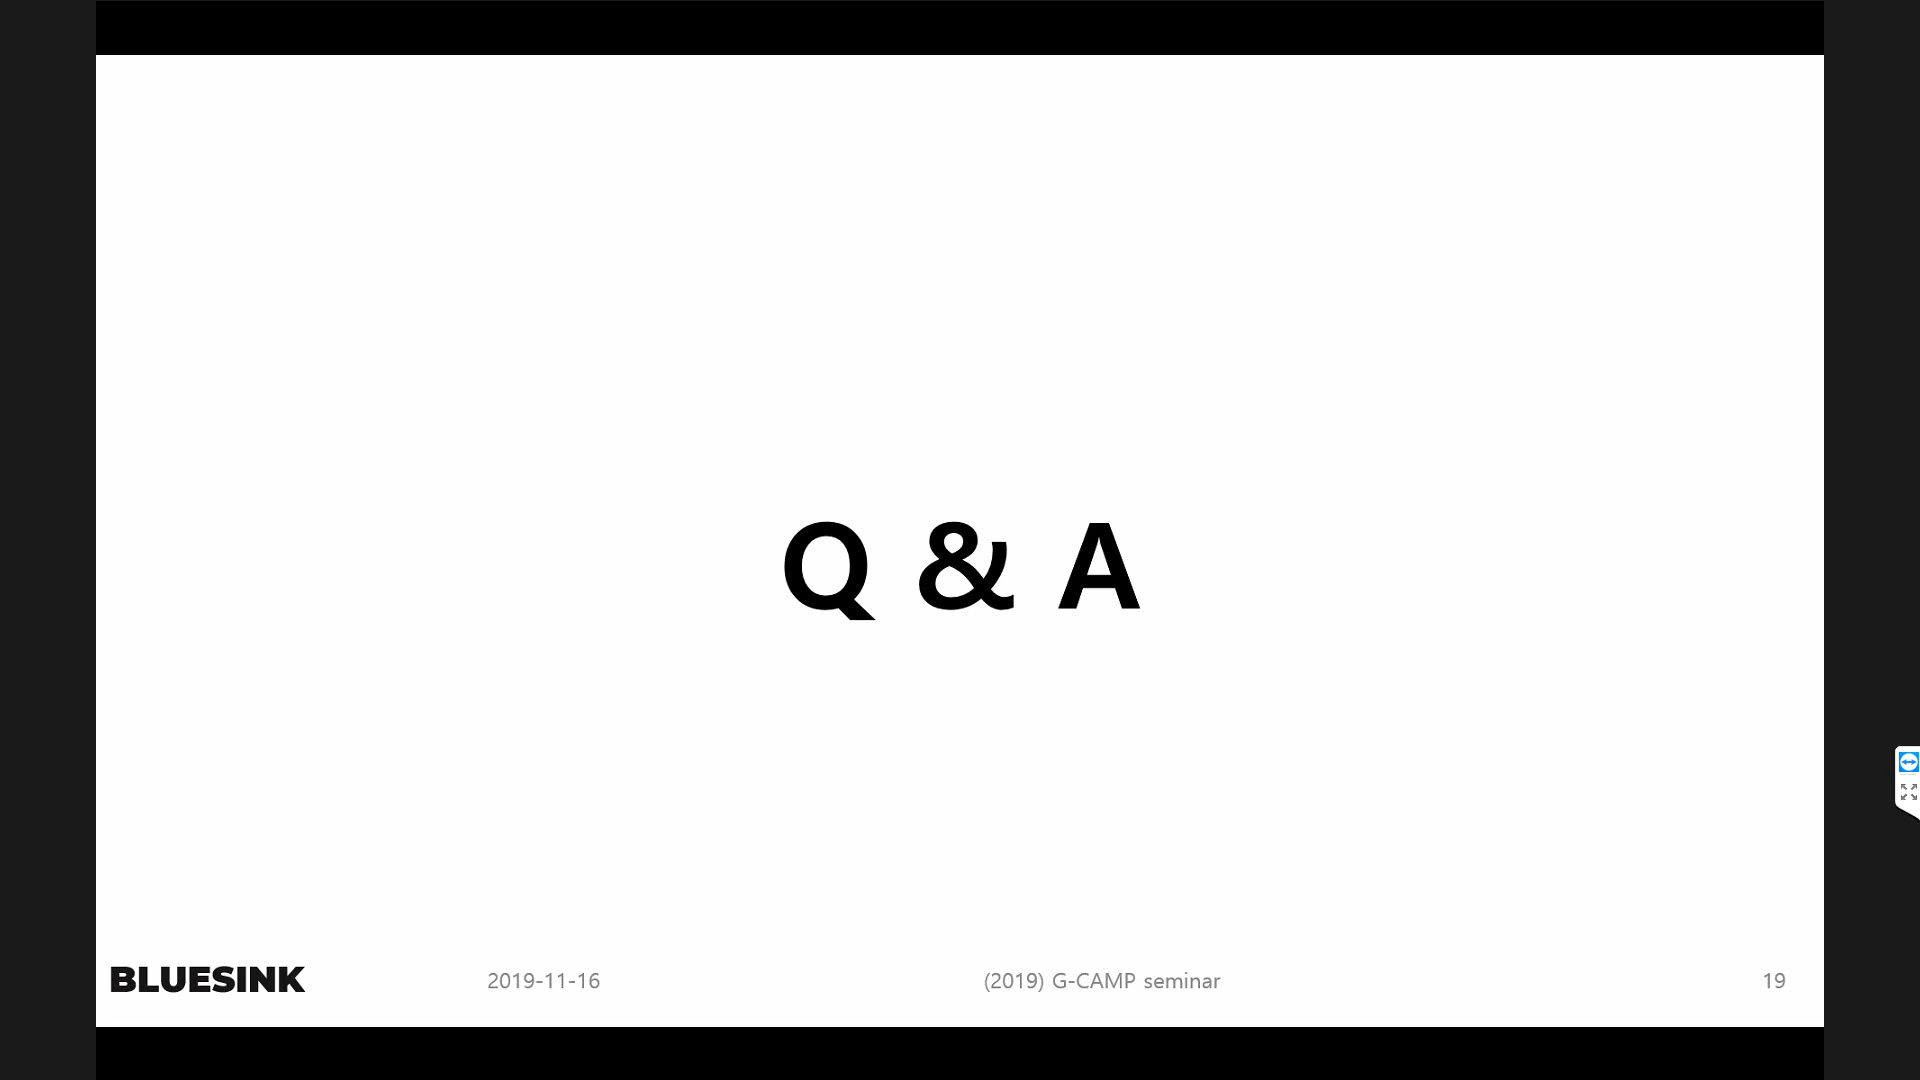 Q & A
BLUESINK
2019-11-16
(2019) G-CAMP seminar
19